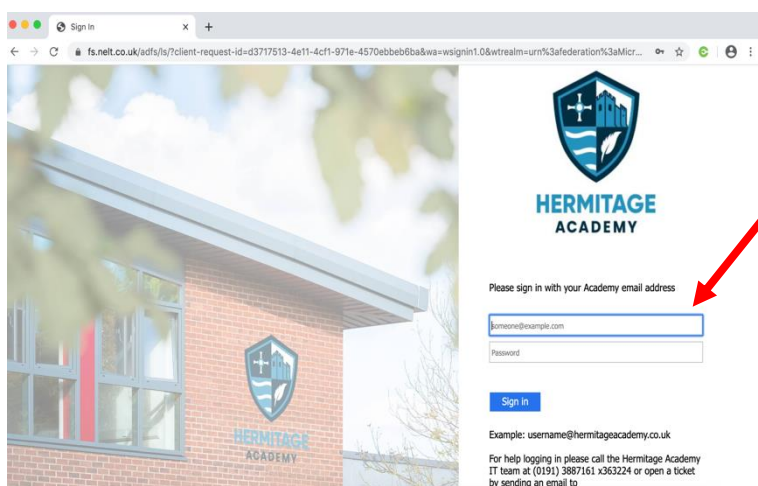 Sign In
fs.nelt.co.uk/adfs/ls/?client-request-id=d3717513-4e11-4cf1-971e-4570ebbeb6ba&wa=wsignin1.0&wtrealm=urn%3afederation%3aMicr...
HERMITAGE
ACADEMY
Please sign in with your Academy email address
someone@example.com
Password
Sign in
Example: username@hermitageacademy.co.uk
For help logging in please call the Hermitage Academy
IT team at (0191) 3887161 x363224 or open a ticket
by sending an email to
HERMITAGE
ACADEMY